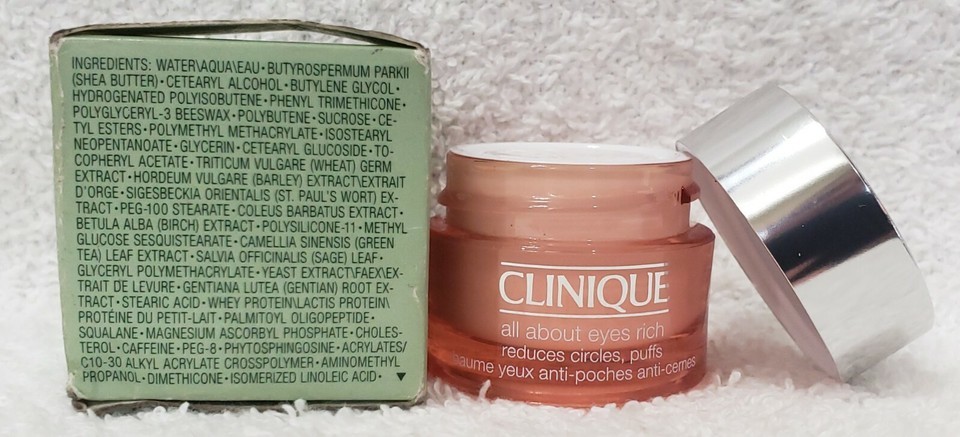 INGREDIENTS: WATER\AQUA\EAU • BUTYROSPERMUM PARKII
(SHEA BUTTER) • CETEARYL ALCOHOL • BUTYLENE GLYCOL •
HYDROGENATED POLYISOBUTENE • PHENYL TRIMETHICONE •
POLYGLYCERYL-3 BEESWAX • POLYBUTENE • SUCROSE • CE-
TYL ESTERS • POLYMETHYL METHACRYLATE • ISOSTEARYL
NEOPENTANOATE • GLYCERIN • CETEARYL GLUCOSIDE • TO-
COPHERYL ACETATE • TRITICUM VULGARE (WHEAT) GERM
EXTRACT • HORDEUM VULGARE (BARLEY) EXTRACT\EXTRAIT
D'ORGE • SIGESBECKIA ORIENTALIS (ST. PAUL'S WORT) EX-
TRACT • PEG-100 STEARATE • COLEUS BARBATUS EXTRACT •
BETULA ALBA (BIRCH) EXTRACT • POLYSILICONE-11 • METHYL
GLUCOSE SESQUISTEARATE • CAMELLIA SINENSIS (GREEN
TEA) LEAF EXTRACT • SALVIA OFFICINALIS (SAGE) LEAF •
GLYCERYL POLYMETHACRYLATE • YEAST EXTRACT\FAEX\EX-
TRAIT DE LEVURE • GENTIANA LUTEA (GENTIAN) ROOT EX-
TRACT • STEARIC ACID • WHEY PROTEIN\LACTIS PROTEIN\
PROTÉINE DU PETIT-LAIT • PALMITOYL OLIGOPEPTIDE •
SQUALANE • MAGNESIUM ASCORBYL PHOSPHATE • CHOLES-
TEROL • CAFFEINE • PEG-8 • PHYTOSPHINGOSINE • ACRYLATES/
C10-30 ALKYL ACRYLATE CROSSPOLYMER • AMINOMETHYL
PROPANOL • DIMETHICONE • ISOMERIZED LINOLEIC ACID • ▼
CLINIQUE
all about eyes rich
reduces circles, puffs
baume yeux anti-poches anti-cernes